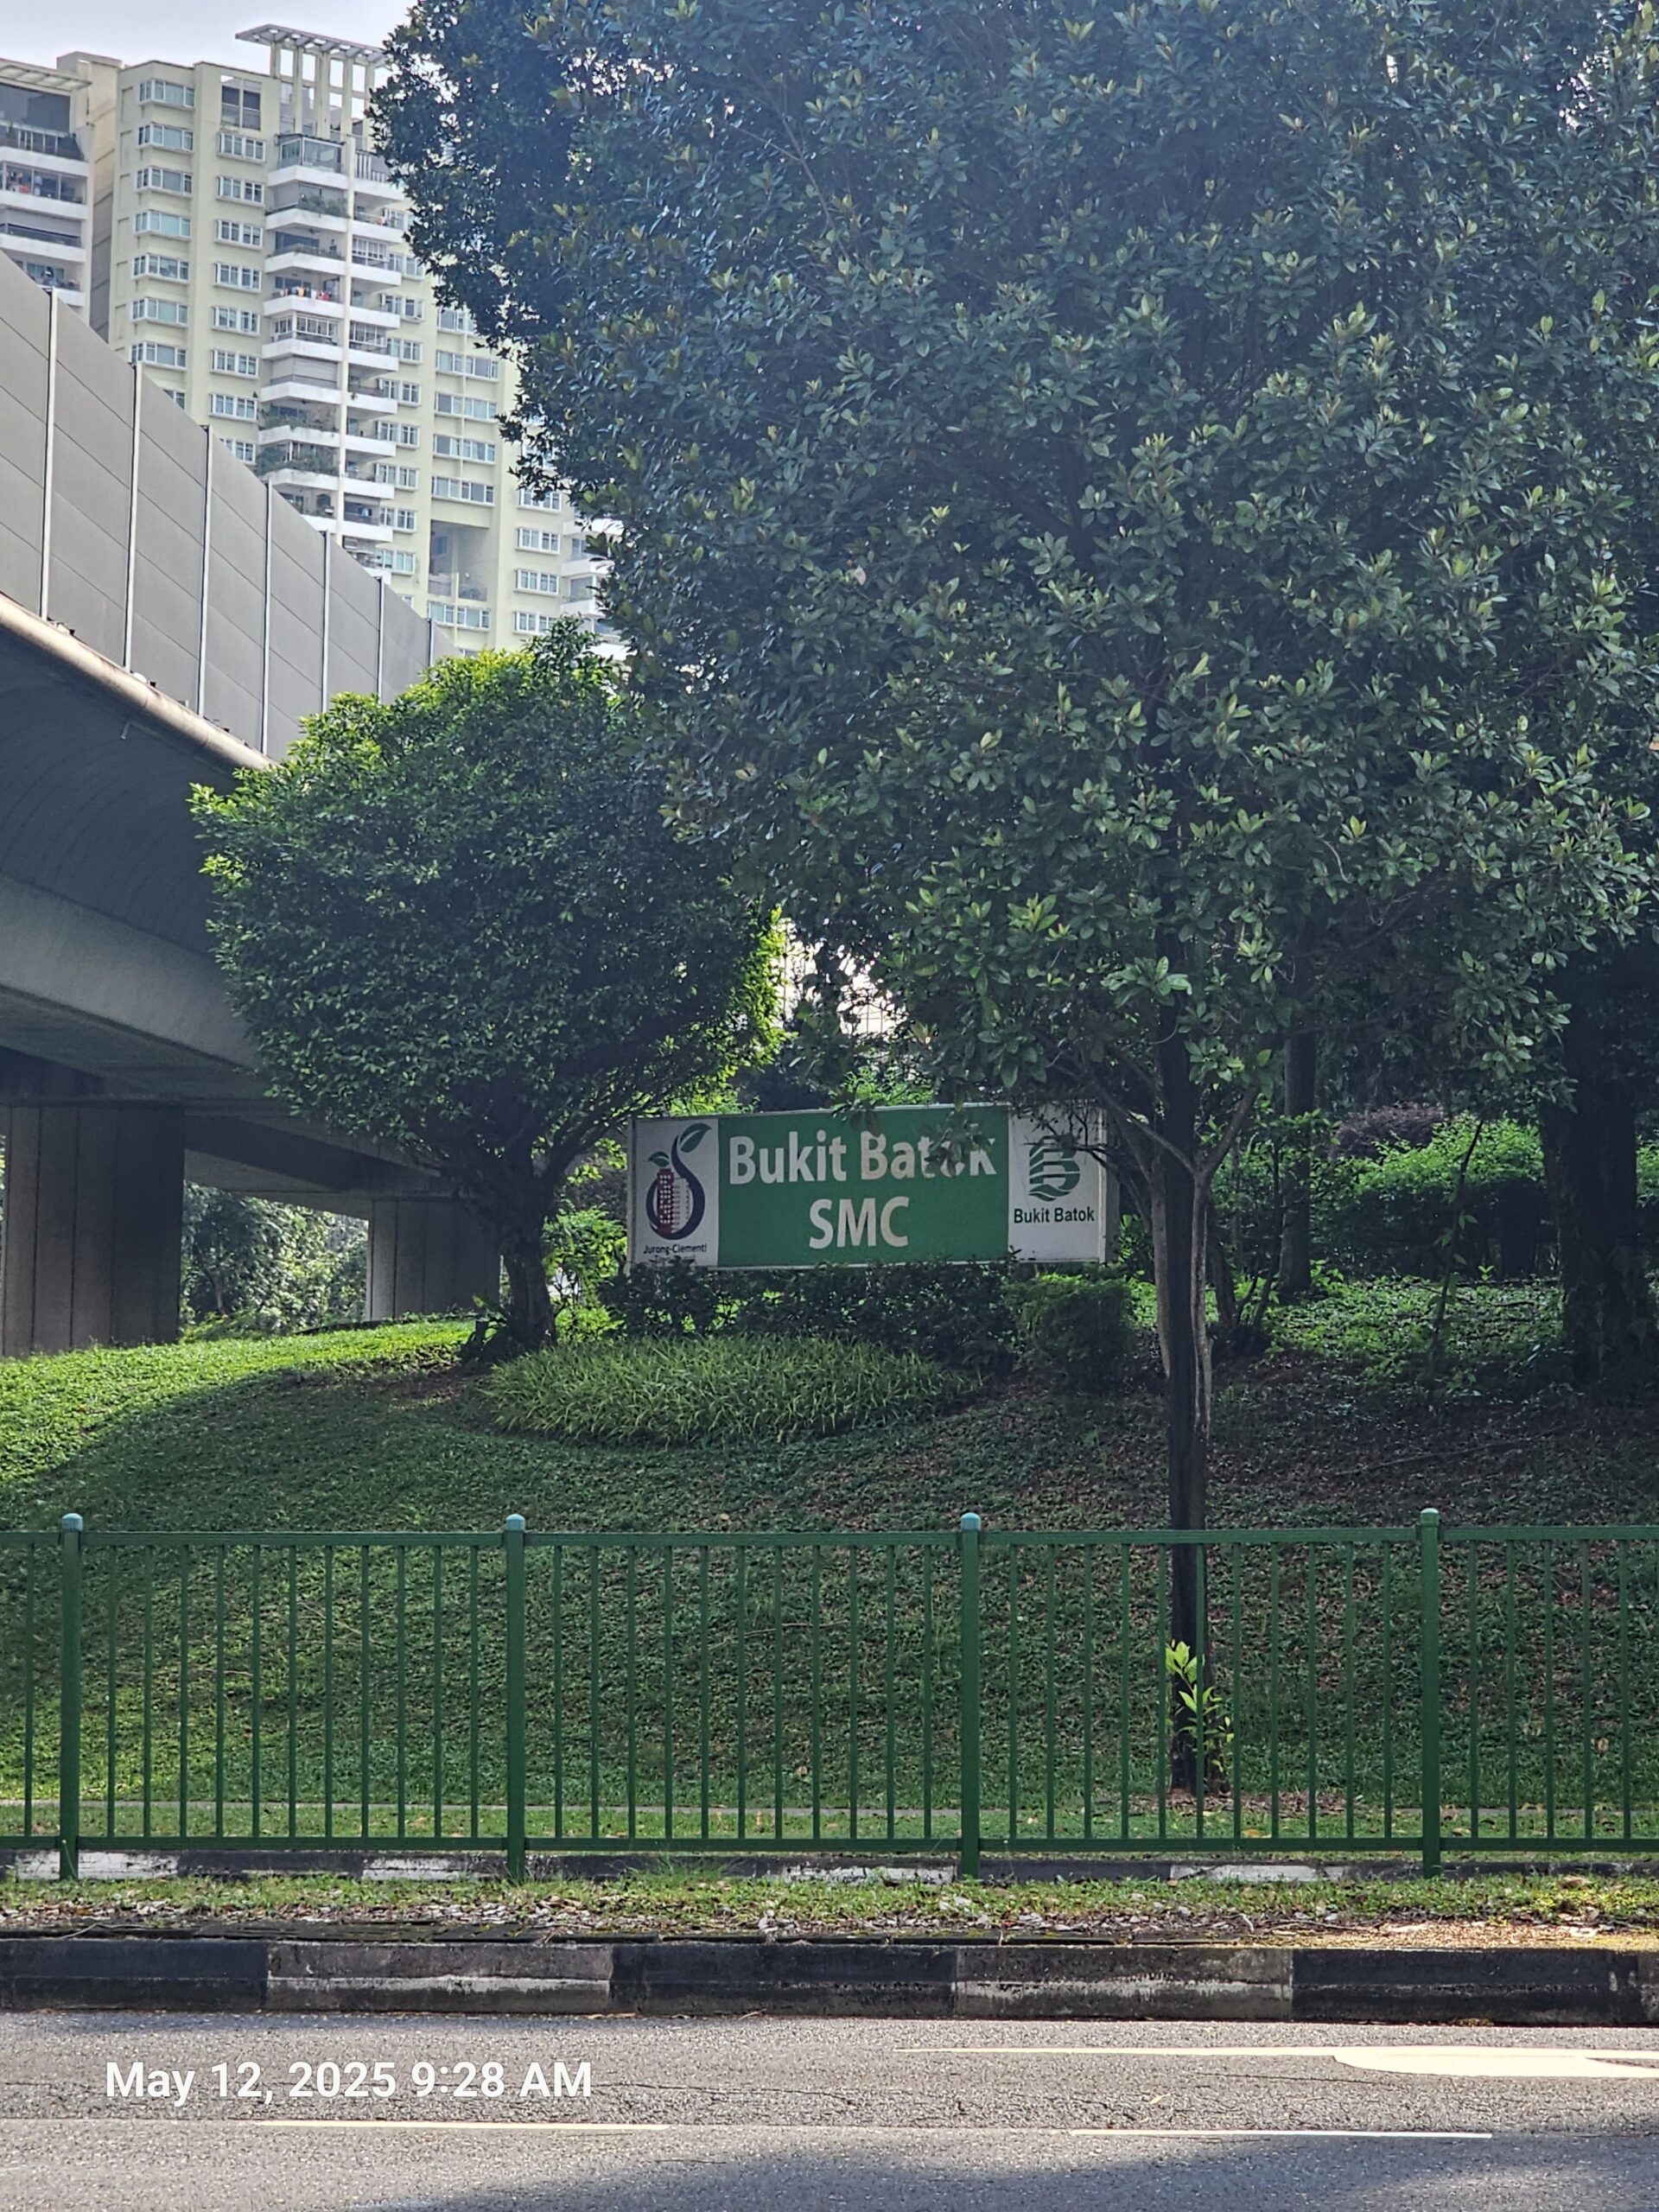 Bukit Batok
SMC
Jurong-Clementi
Bukit Batok
May 12, 2025 9:28 AM